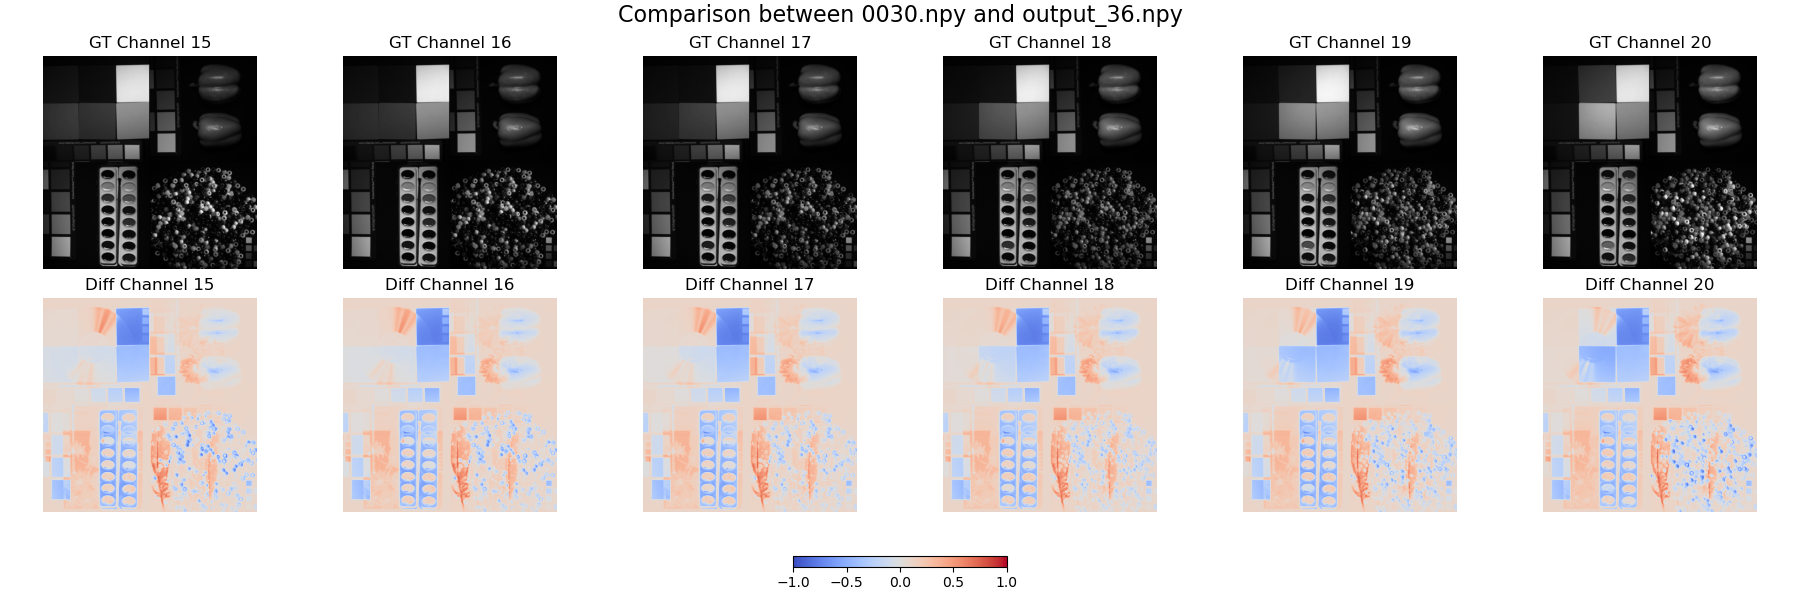 Comparison between 0030.npy and output_36.npy
GT Channel 15 GT Channel 16 GT Channel 17 GT Channel 18 GT Channel 19 GT Channel 20
Diff Channel 15 Diff Channel 16 Diff Channel 17 Diff Channel 18 Diff Channel 19 Diff Channel 20
−1.0 −0.5 0.0 0.5 1.0